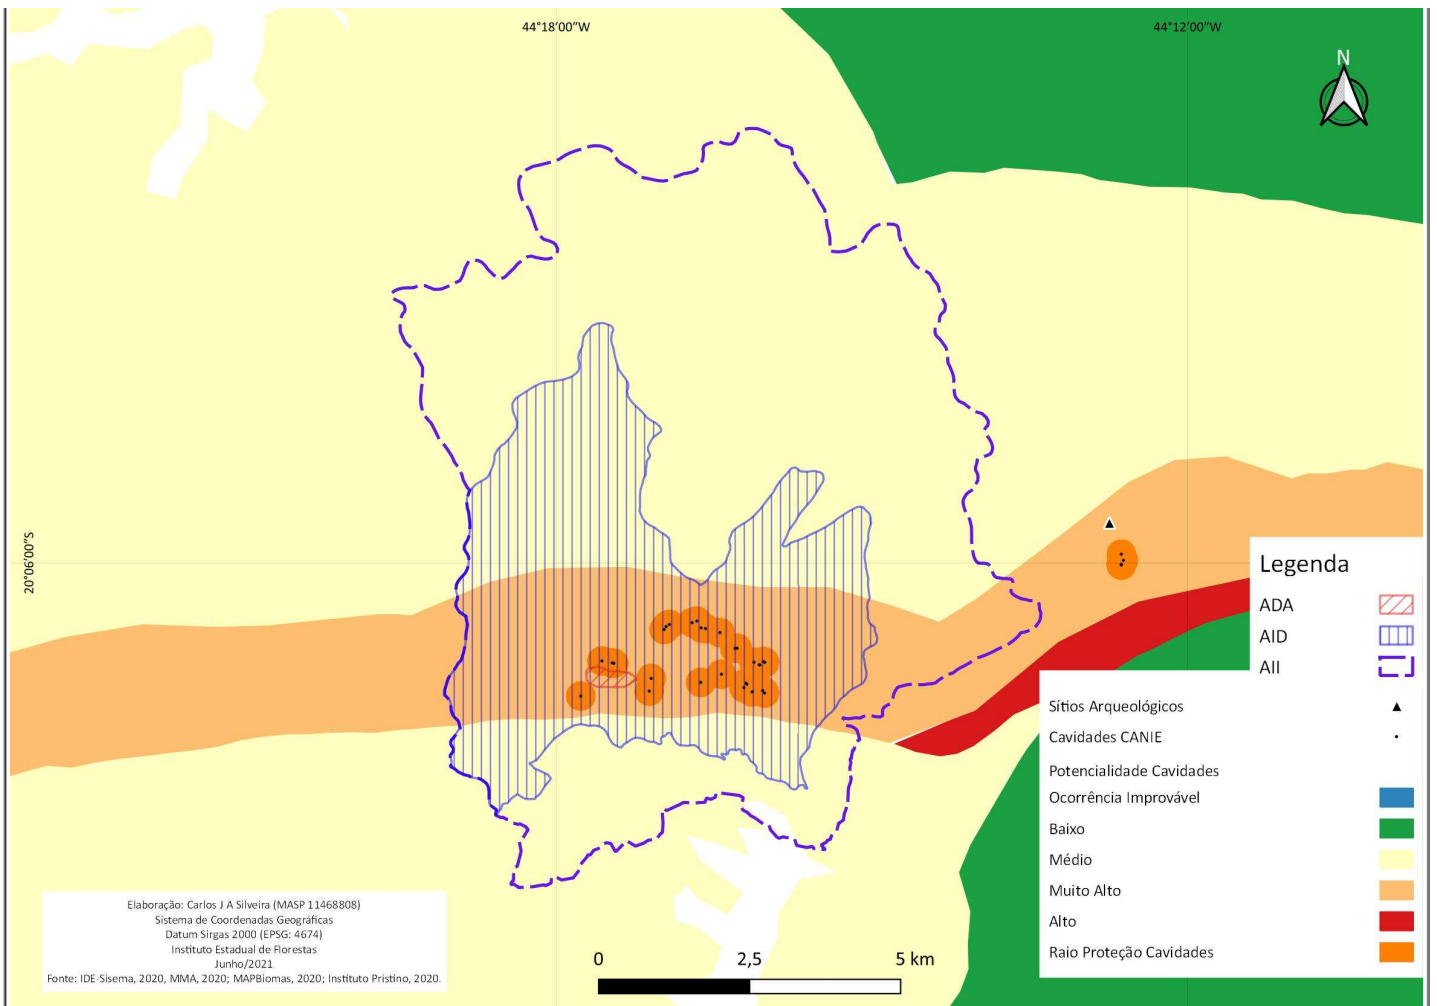 44°18'00"W
44°12'00"W
N
20°06'00"S
Legenda
ADA
AID
AII
Sítios Arqueológicos
Cavidades CANIE
Potencialidade Cavidades
Ocorrência Improvável
Baixo
Médio
Muito Alto
Alto
Raio Proteção Cavidades
Elaboração: Carlos J A Silveira (MASP 11468808)
Sistema de Coordenadas Geográficas
Datum Sirgas 2000 (EPSG: 4674)
Instituto Estadual de Florestas
Junho/2021
Fonte: IDE-Sisema, 2020, MMA, 2020; MAPBiomas, 2020; Instituto Pristino, 2020.
0 2,5 5 km